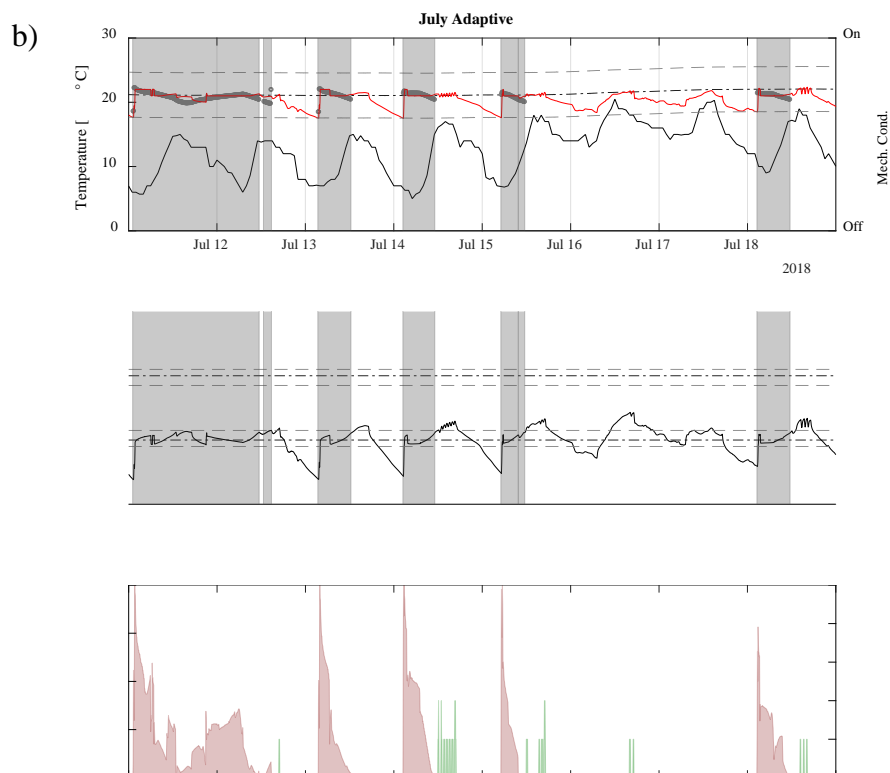 July Adaptive
b)
30
20
10
0
Temperature [ °C]
On
Off
Mech. Cond.
Jul 12
Jul 13
Jul 14
Jul 15
Jul 16
Jul 17
Jul 18
2018